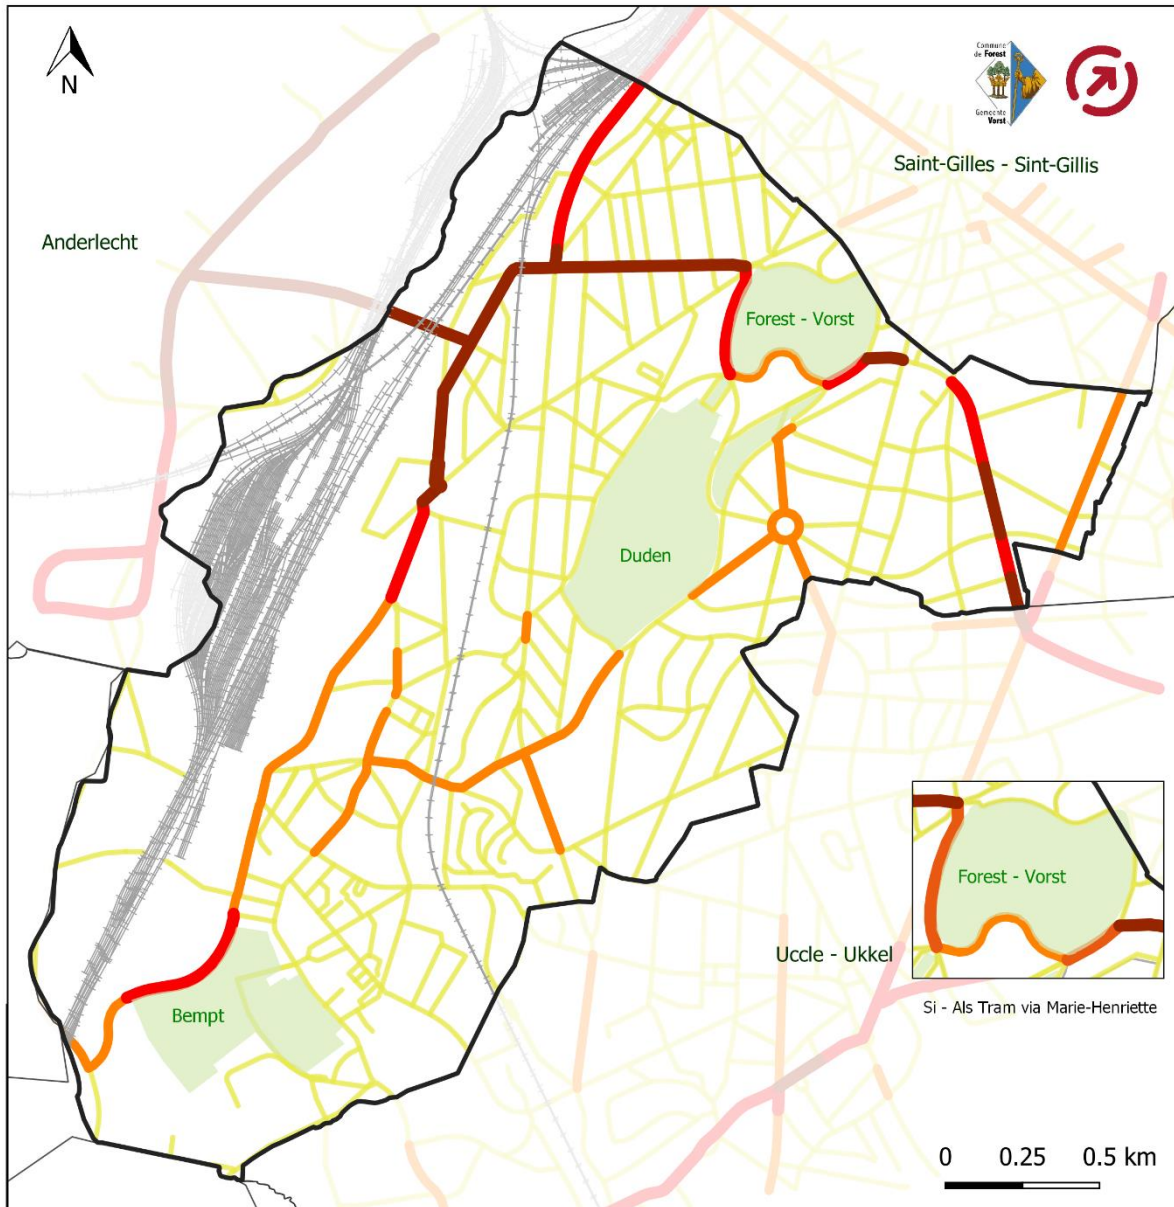 N
Commune
de Forest
Gemeente
Vorst
Saint-Gilles - Sint-Gillis
Anderlecht
Forest - Vorst
Duden
Forest - Vorst
Uccle - Ukkel
Si - Als Tram via Marie-Henriette
Bempt
0 0.25 0.5 km